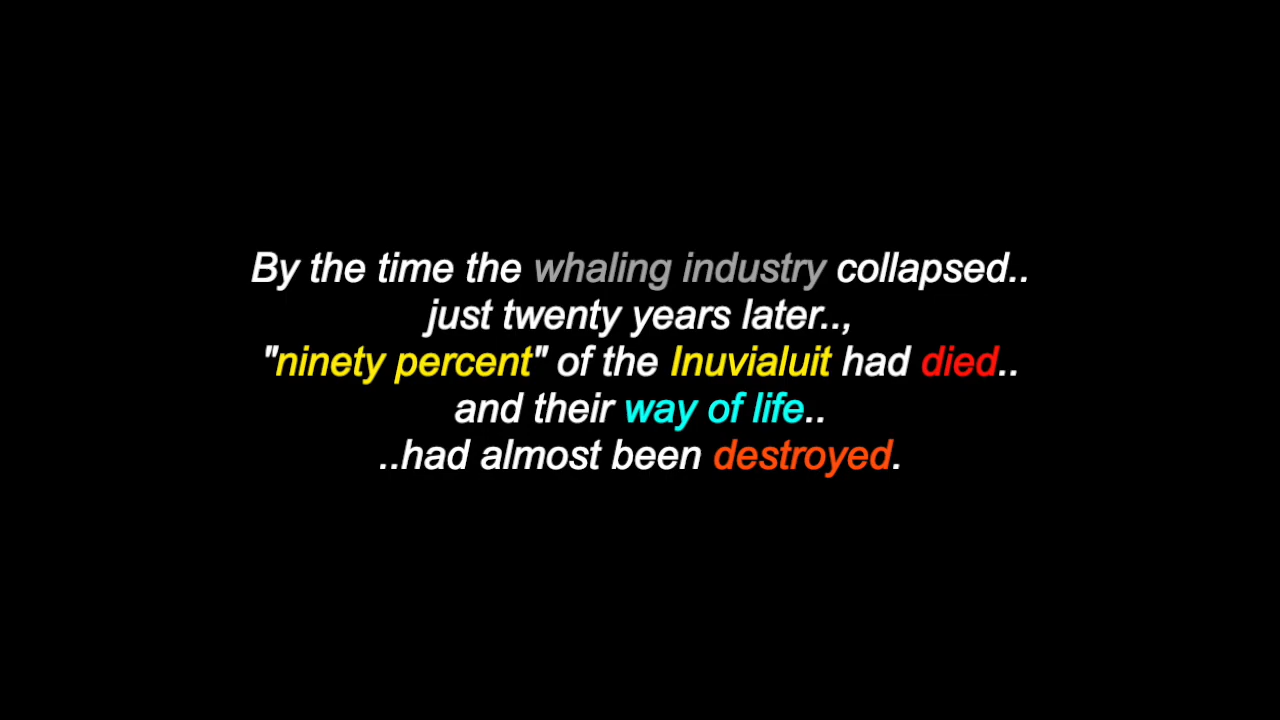 By the time the whaling industry collapsed..
just twenty years later..,
"ninety percent" of the Inuvialuit had died..
and their way of life..
..had almost been destroyed.